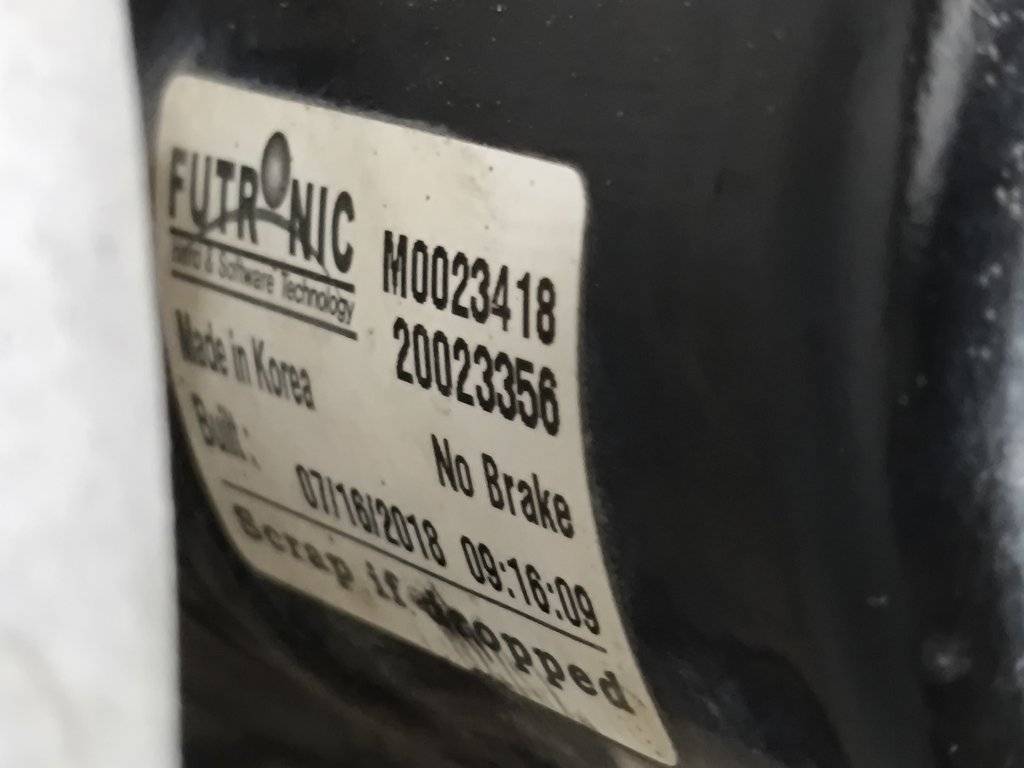 FUTRONIC
& Software Technology
M0023418
20023356
Made in Korea
No Brake
Built:
07/16/2018 09:16:09
Scrap if dropped